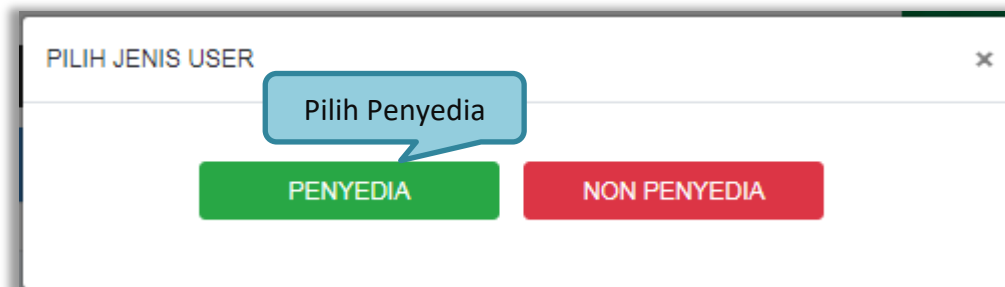 PILIH JENIS USER
×
Pilih Penyedia
PENYEDIA
NON PENYEDIA